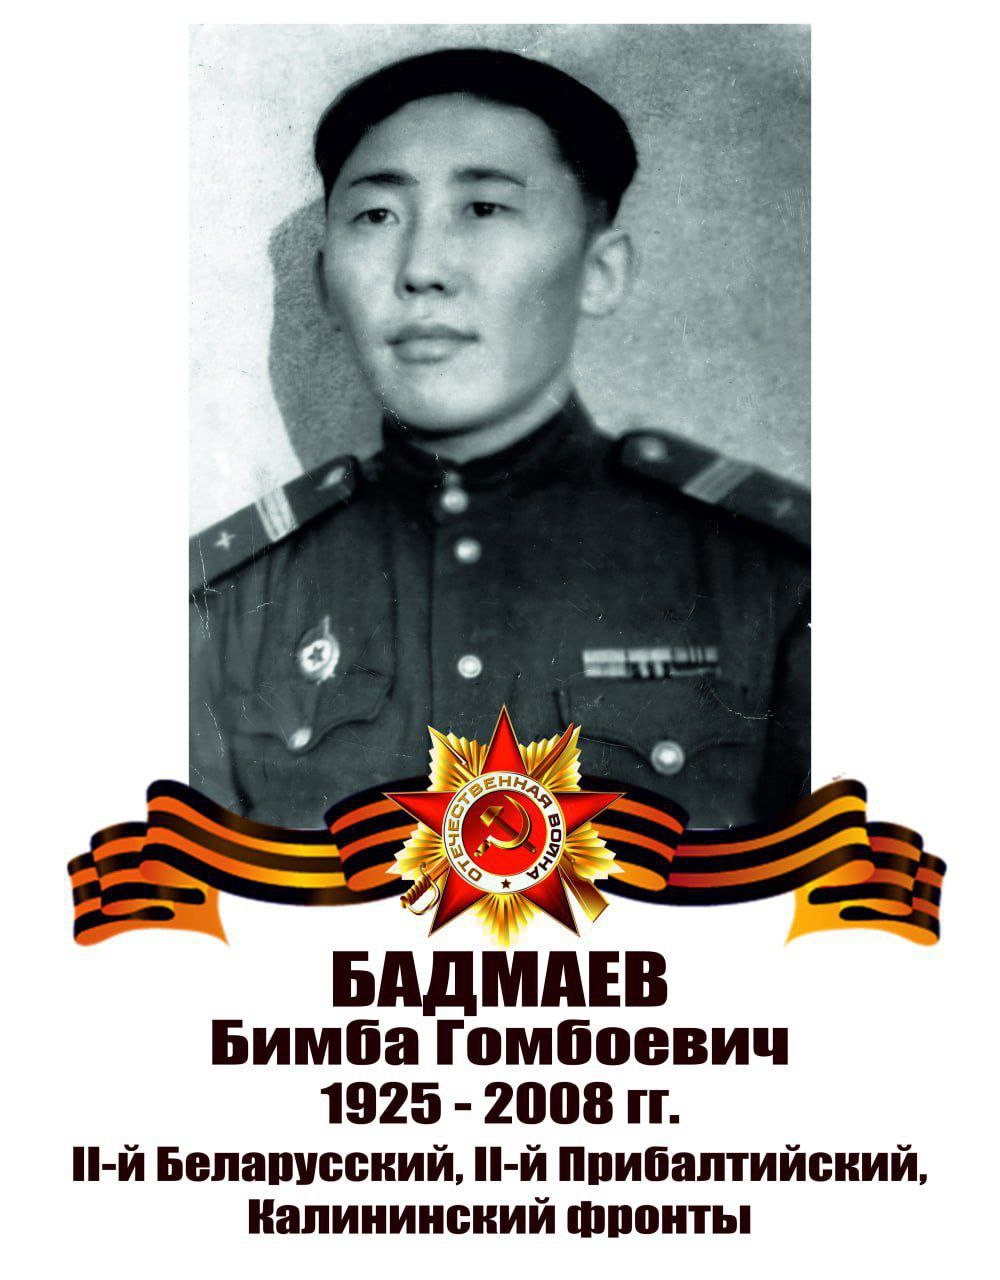 ОТЕЧЕСТВЕННАЯ ВОЙНА
БАДМАЕВ
Бимба Гомбоевич
1925 - 2008 гг.
II-й Беларусский, II-й Прибалтийский,
Калининский фронты